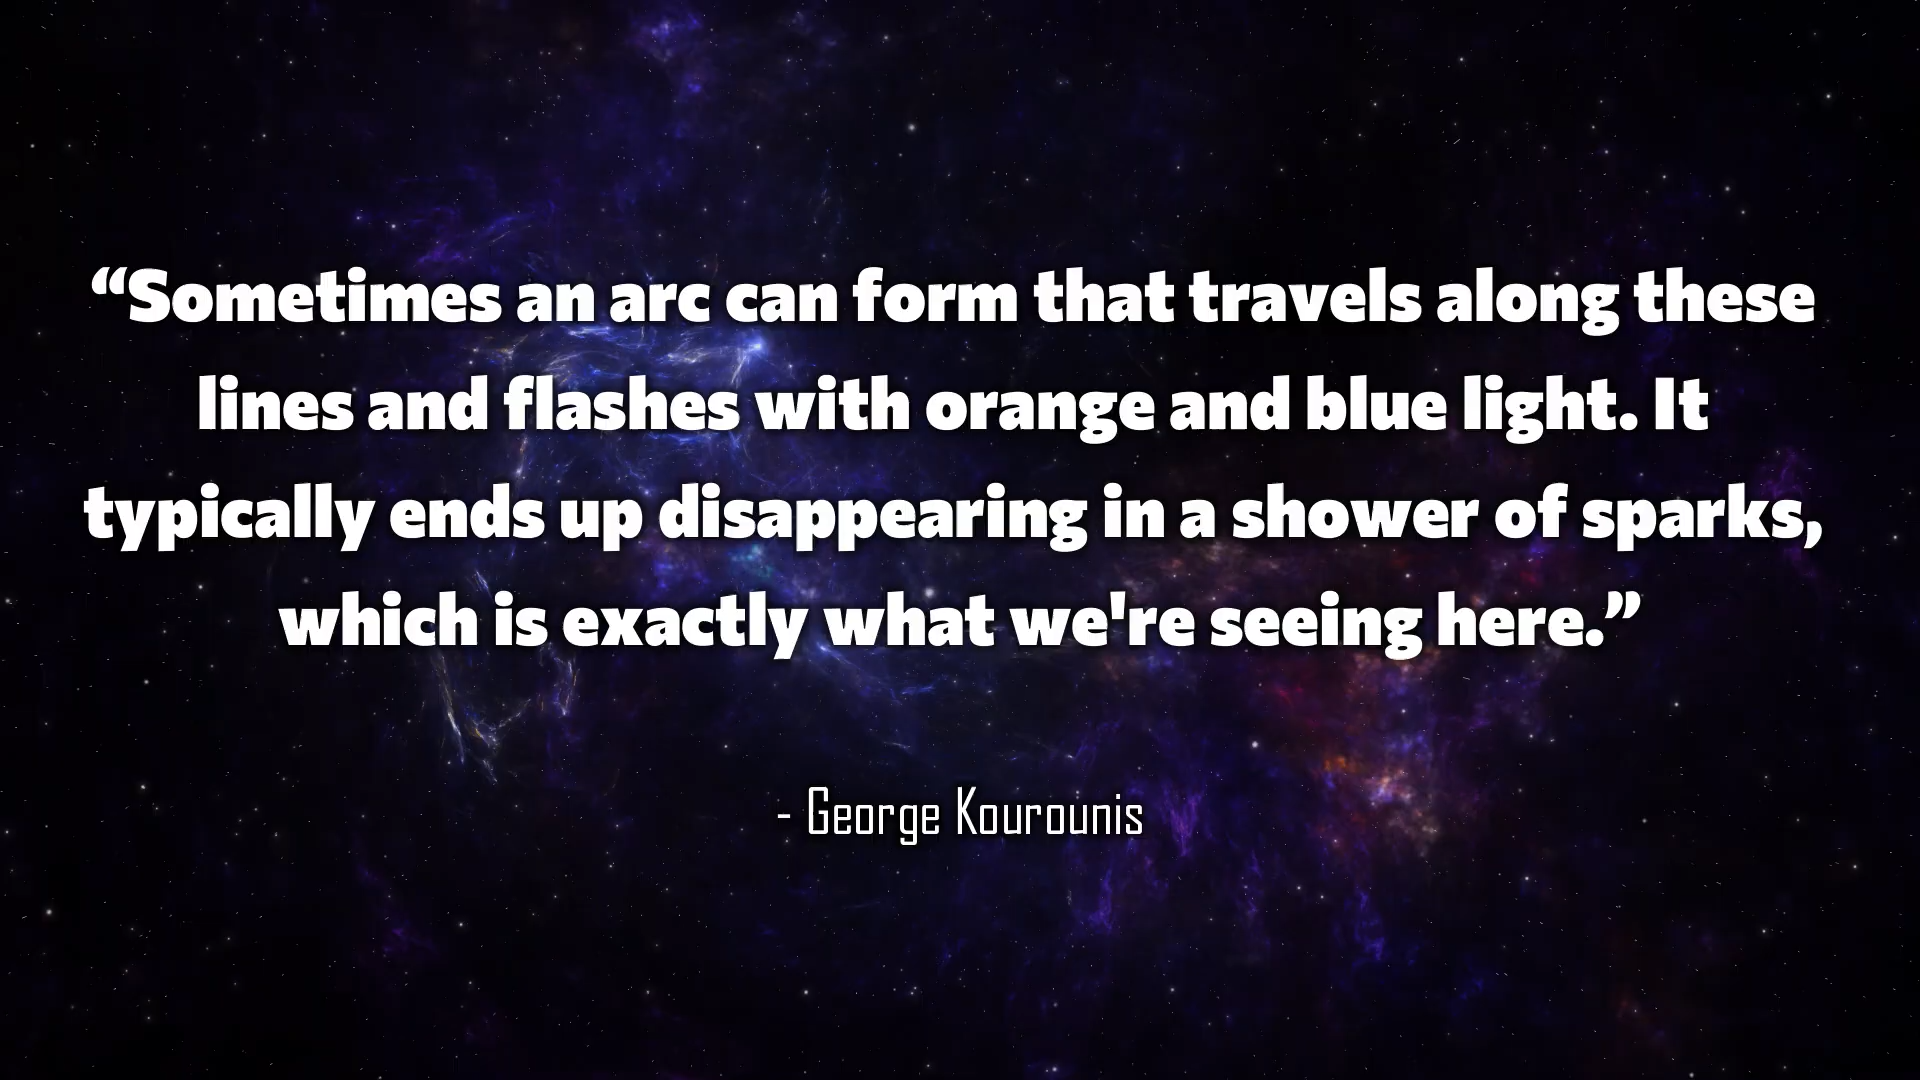 “Sometimes an arc can form that travels along these
lines and flashes with orange and blue light. It
typically ends up disappearing in a shower of sparks,
which is exactly what we're seeing here.”
- George Kourounis